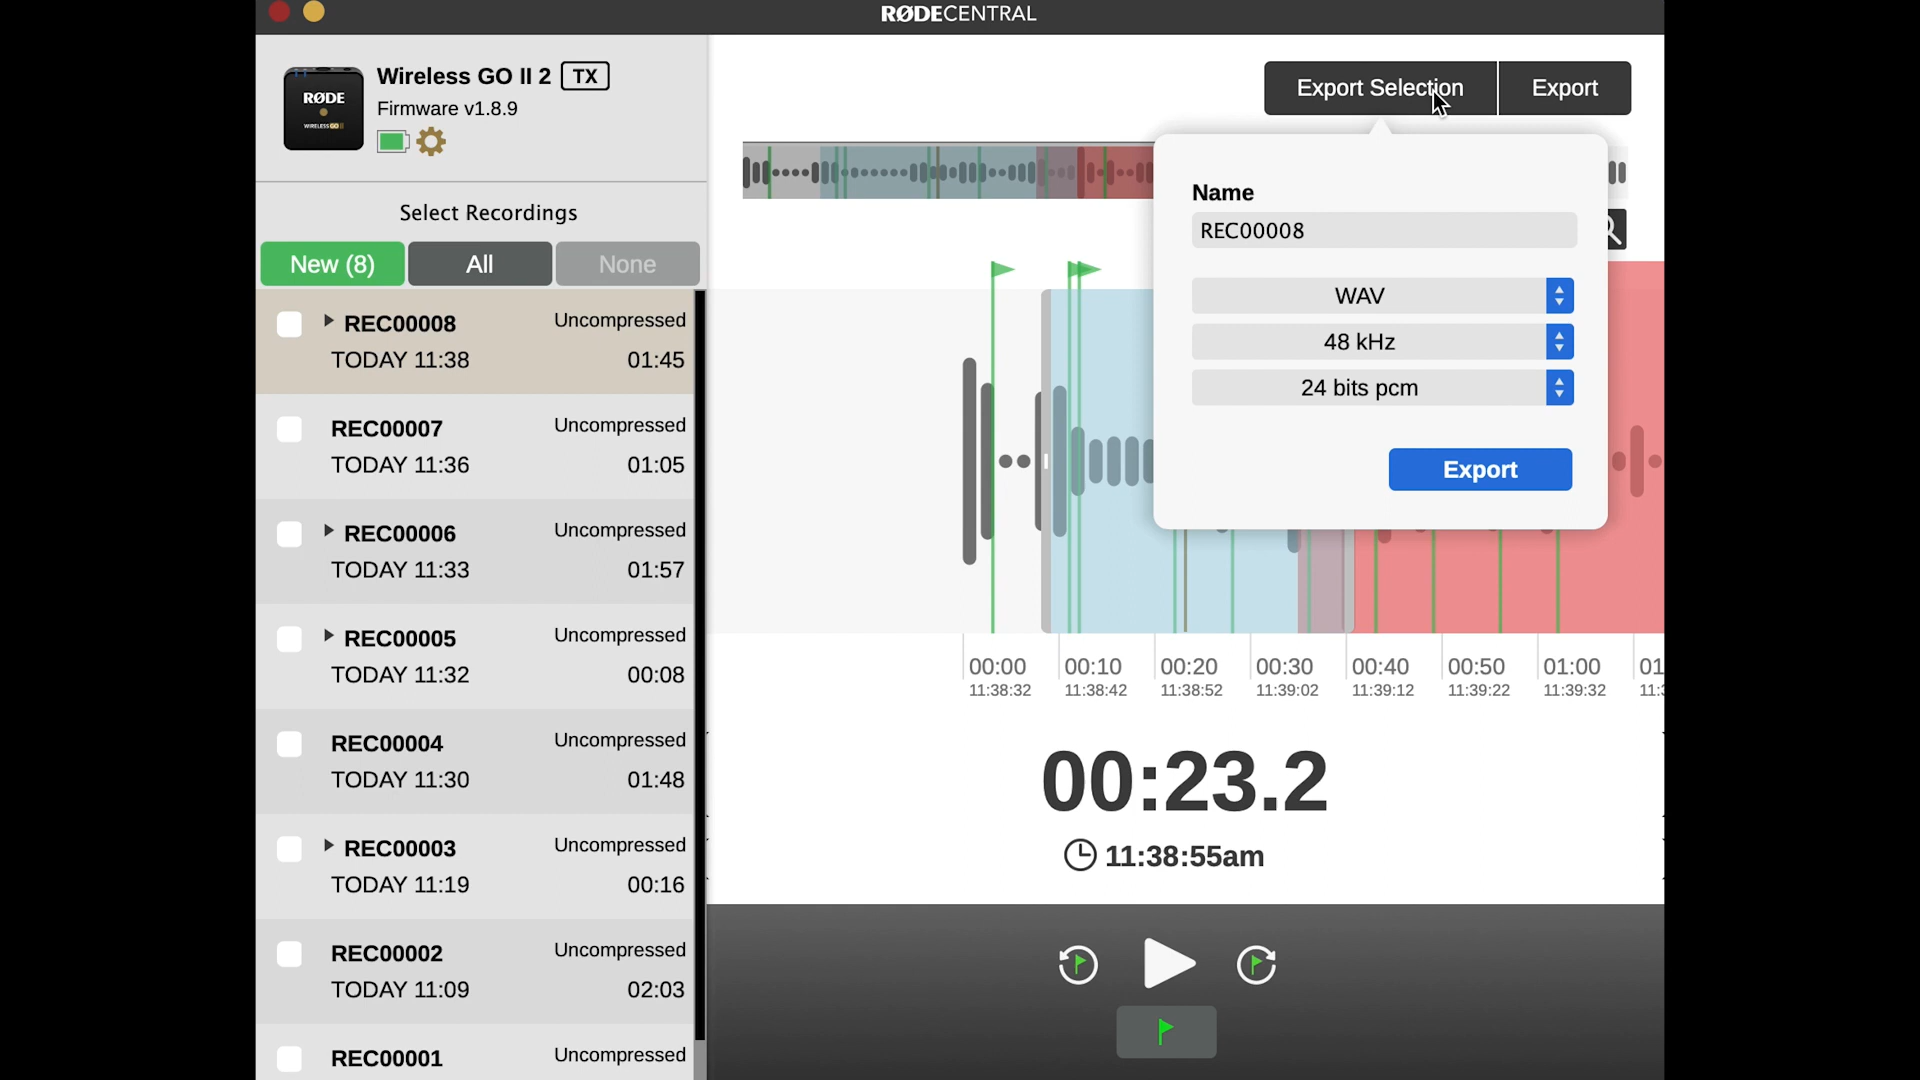 RØDECENTRAL
Wireless GO II 2 TX
Firmware v1.8.9
RØDE
WIRELESS GO II
Select Recordings
New (8) All None
REC00008 Uncompressed
TODAY 11:38 01:45
REC00007 Uncompressed
TODAY 11:36 01:05
REC00006 Uncompressed
TODAY 11:33 01:57
REC00005 Uncompressed
TODAY 11:32 00:08
REC00004 Uncompressed
TODAY 11:30 01:48
REC00003 Uncompressed
TODAY 11:19 00:16
REC00002 Uncompressed
TODAY 11:09 02:03
REC00001 Uncompressed
Export Selection Export
Name
REC00008
WAV
48 kHz
24 bits pcm
Export
00:00 00:10 00:20 00:30 00:40 00:50 01:00 01
11:38:32 11:38:42 11:38:52 11:39:02 11:39:12 11:39:22 11:39:32 11:
00:23.2
11:38:55am